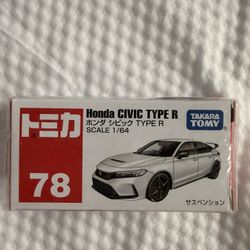 トミカ
78
Honda CIVIC TYPE R
ホンダ シビック TYPE R
SCALE 1/64
TAKARA
TOMY
サスペンション